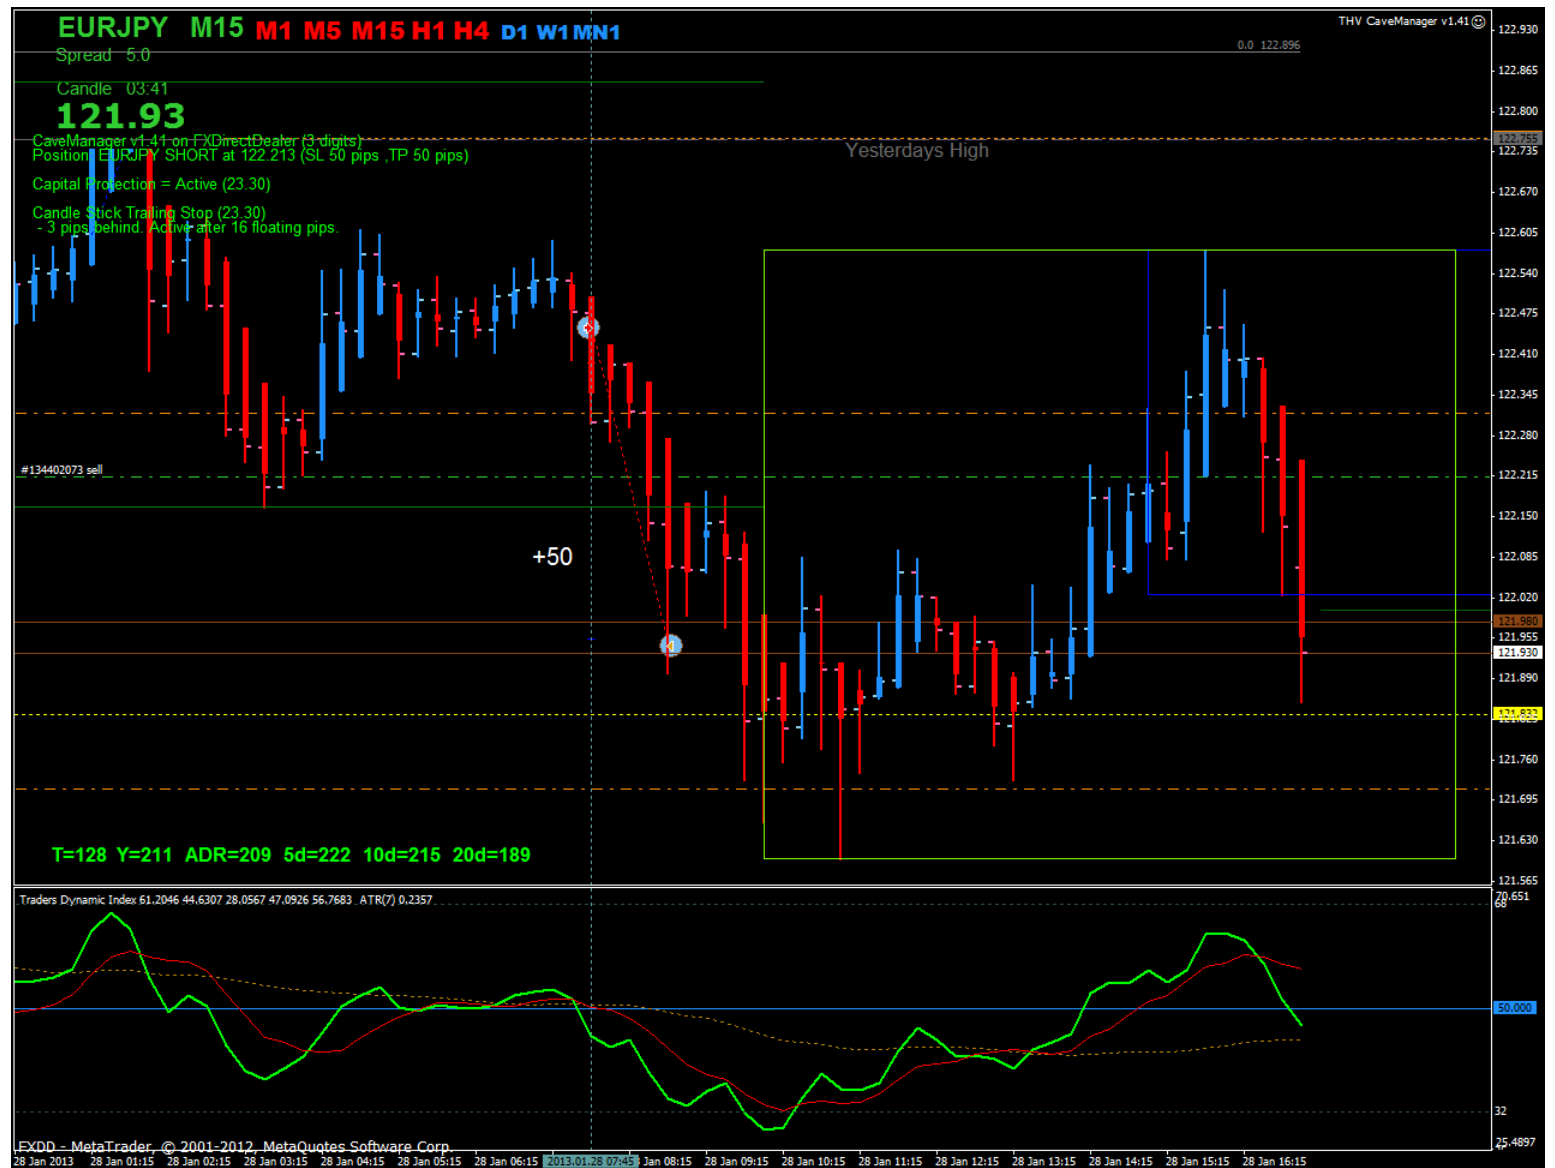 EURJPY M15 M1 M5 M15 H1 H4 D1 W1 MN1
THV CaveManager v1.41
Spread 5.0
0.0 122.896
Candle 03:41
121.93
CaveManager v1.41 on FXDirectDealer (3 digits)
Position: EURJPY SHORT at 122.213 (SL 50 pips ,TP 50 pips)
Yesterdays High
Capital Projection = Active (23.30)
Candle Stick Trailing Stop (23.30)
- 3 pips behind. Active after 16 floating pips.
#134402073 sell
+50
T=128 Y=211 ADR=209 5d=222 10d=215 20d=189
122.930
122.865
122.800
122.755
122.735
122.670
122.605
122.540
122.475
122.410
122.345
122.280
122.215
122.150
122.085
122.020
121.980
121.955
121.930
121.890
121.760
121.695
121.630
121.565
Traders Dynamic Index 61.2046 44.6307 28.0567 47.0926 56.7683 ATR(7) 0.2357
70.651
68
50.000
32
25.4897
FXDD - MetaTrader, © 2001-2012, MetaQuotes Software Corp.
28 Jan 2013 28 Jan 01:15 28 Jan 02:15 28 Jan 03:15 28 Jan 04:15 28 Jan 05:15 28 Jan 06:15 2013.01.28 07:45 Jan 08:15 28 Jan 09:15 28 Jan 10:15 28 Jan 11:15 28 Jan 12:15 28 Jan 13:15 28 Jan 14:15 28 Jan 15:15 28 Jan 16:15